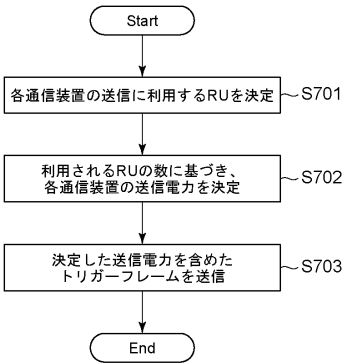 Start
各通信装置の送信に利用するRUを決定
S701
利用されるRUの数に基づき、
各通信装置の送信電力を決定
S702
決定した送信電力を含めた
トリガーフレームを送信
S703
End